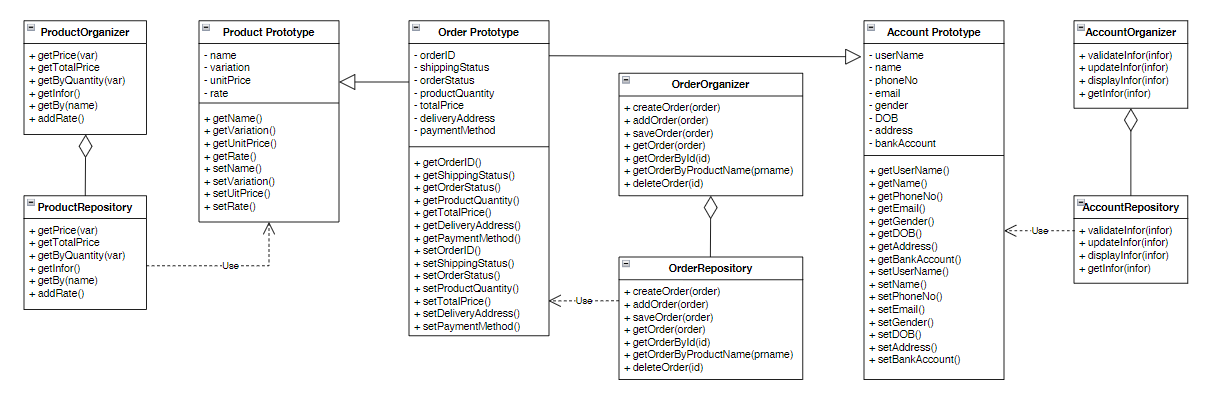 ProductOrganizer
+ getPrice(var)
+ getTotalPrice
+ getByQuantity(var)
+ getInfor()
+ getBy(name)
+ addRate()
ProductRepository
+ getPrice(var)
+ getTotalPrice
+ getByQuantity(var)
+ getInfor()
+ getBy(name)
+ addRate()
Use
Product Prototype
- name
- variation
- unitPrice
- rate
+ getName()
+ getVariation()
+ getUnitPrice()
+ getRate()
+ setName()
+ setVariation()
+ setUitPrice()
+ setRate()
Order Prototype
- orderID
- shippingStatus
- orderStatus
- productQuantity
- totalPrice
- deliveryAddress
- paymentMethod
+ getOrderID()
+ getShippingStatus()
+ getOrderStatus()
+ getProductQuantity()
+ getTotalPrice()
+ getDeliveryAddress()
+ getPaymentMethod()
+ setOrderID()
+ setShippingStatus()
+ setOrderStatus()
+ setProductQuantity()
+ setTotalPrice()
+ setDeliveryAddress()
+ setPaymentMethod()
OrderOrganizer
+ createOrder(order)
+ addOrder(order)
+ saveOrder(order)
+ getOrder(order)
+ getOrderById(id)
+ getOrderByProductName(prname)
+ deleteOrder(id)
OrderRepository
+ createOrder(order)
+ addOrder(order)
+ saveOrder(order)
+ getOrder(order)
+ getOrderById(id)
+ getOrderByProductName(prname)
+ deleteOrder(id)
Use
Account Prototype
- userName
- name
- phoneNo
- email
- gender
- DOB
- address
- bankAccount
+ getUserName()
+ getName()
+ getPhoneNo()
+ getEmail()
+ getGender()
+ getDOB()
+ getAddress()
+ getBankAccount()
+ setUserName()
+ setName()
+ setPhoneNo()
+ setEmail()
+ setGender()
+ setDOB()
+ setAddress()
+ setBankAccount()
AccountOrganizer
+ validateInfor(infor)
+ updateInfor(infor)
+ displayInfor(infor)
+ getInfor(infor)
AccountRepository
+ validateInfor(infor)
+ updateInfor(infor)
+ displayInfor(infor)
+ getInfor(infor)
Use